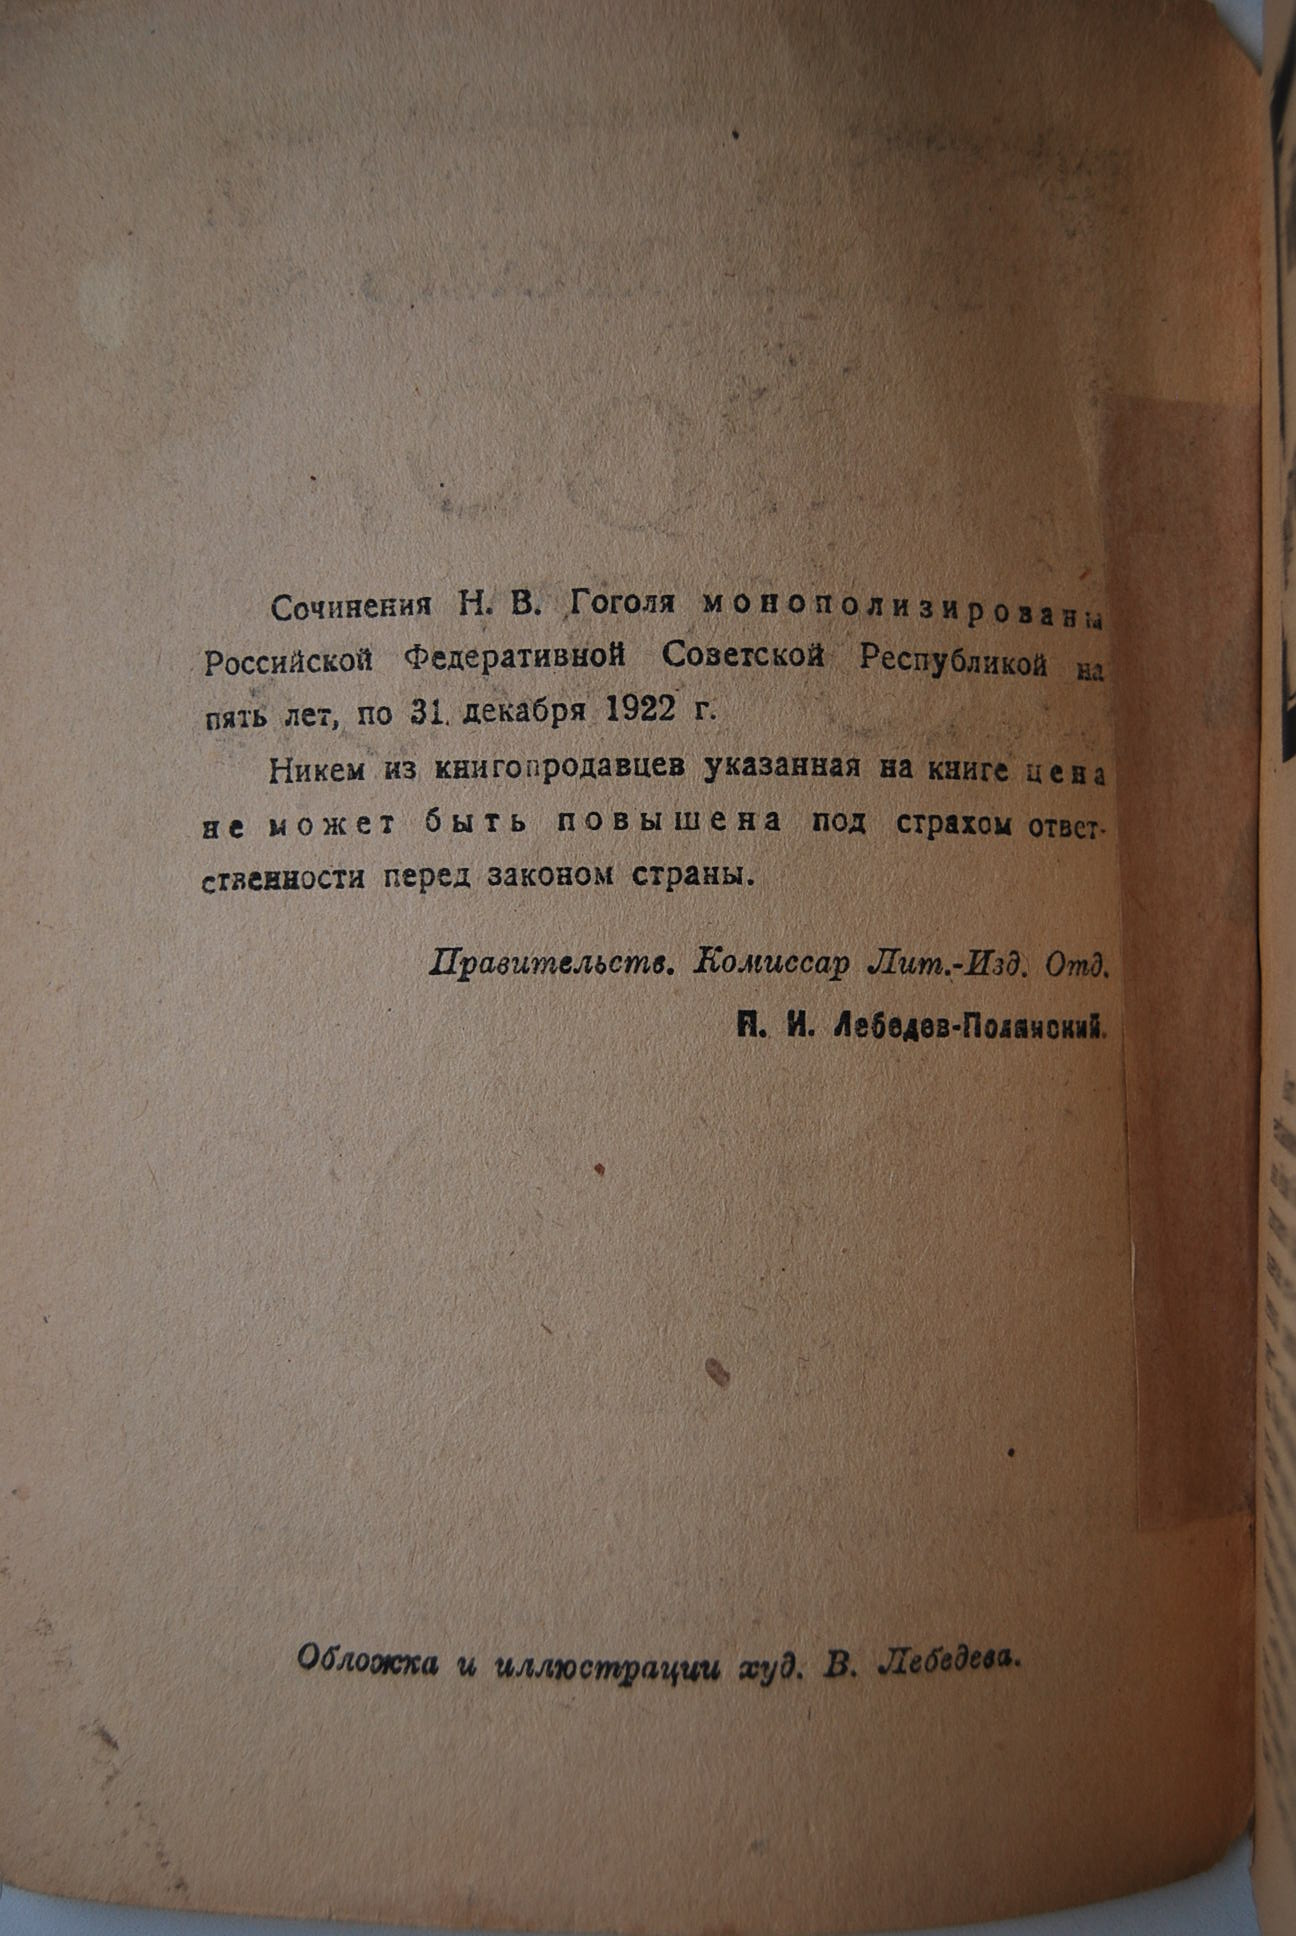 Сочинения Н. В. Гоголя монополизированы
Российской Федеративной Советской Республикой на
пять лет, по 31 декабря 1922 г.
Никем из книгопродавцев указанная на книге цена
не может быть повышена под страхом ответ-
ственности перед законом страны.
Правительств. Комиссар Лит.-Изд. Отд.
П. И. Лебедев-Полянский.
Обложка и иллюстрации худ. В. Лебедева.